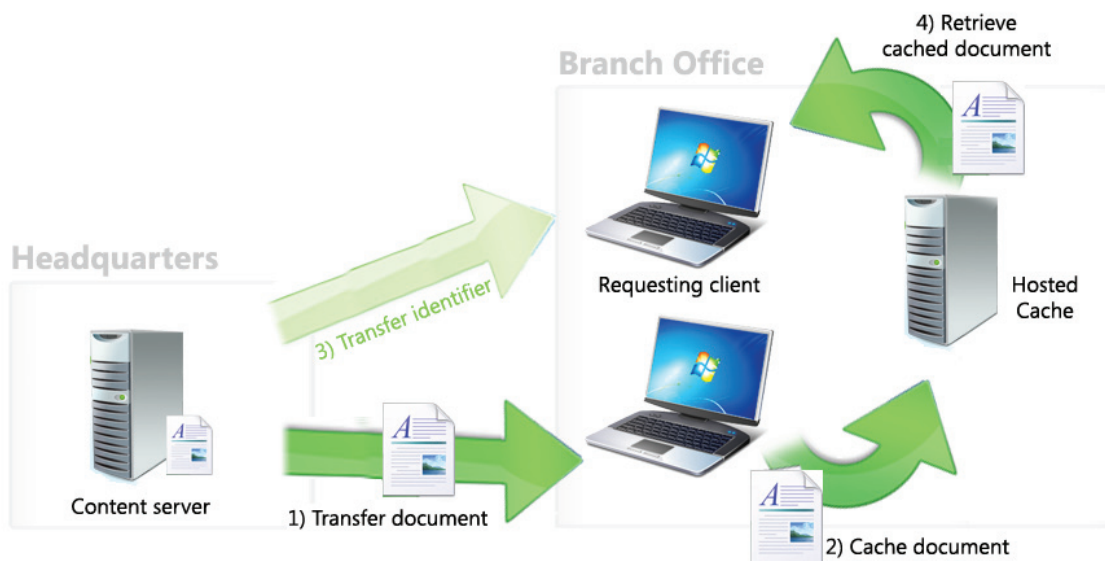 4) Retrieve
cached document
Branch Office
Headquarters
3) Transfer identifier
Requesting client
Hosted
Cache
Content server
1) Transfer document
2) Cache document
A
A
A
A